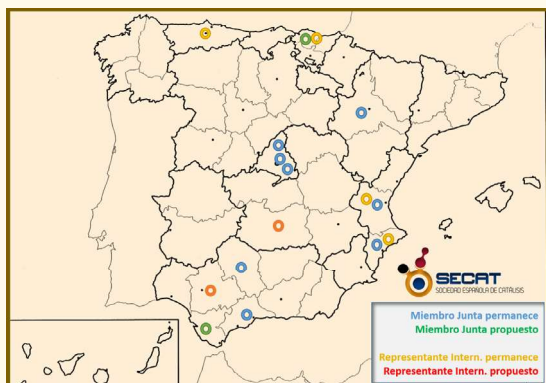 SECAT
SOCIEDAD ESPAÑOLA DE CATÁLISIS
Miembro Junta permanece
Miembro Junta propuesto
Representante Intern. permanece
Representante Intern. propuesto